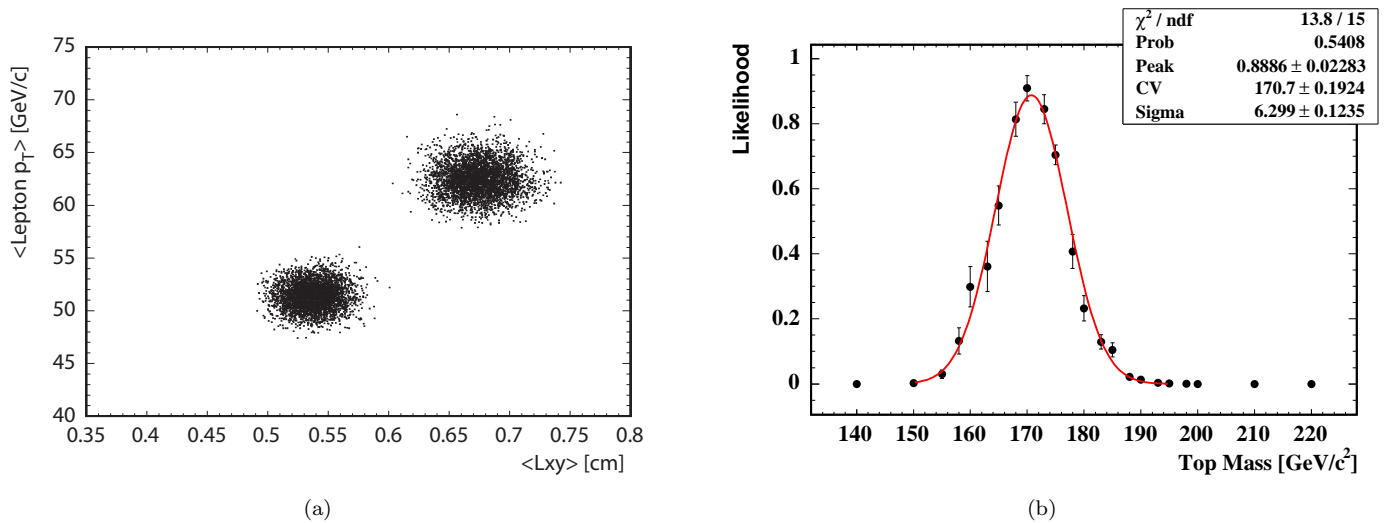 <Lepton p_T> [GeV/c]
75
70
65
60
55
50
45
40
0.35 0.4 0.45 0.5 0.55 0.6 0.65 0.7 0.75 0.8
<Lxy> [cm]
(a)
χ² / ndf 13.8 / 15
Prob 0.5408
Peak 0.8886 ± 0.02283
CV 170.7 ± 0.1924
Sigma 6.299 ± 0.1235
Likelihood
1
0.8
0.6
0.4
0.2
0
140 150 160 170 180 190 200 210 220
Top Mass [GeV/c²]
(b)